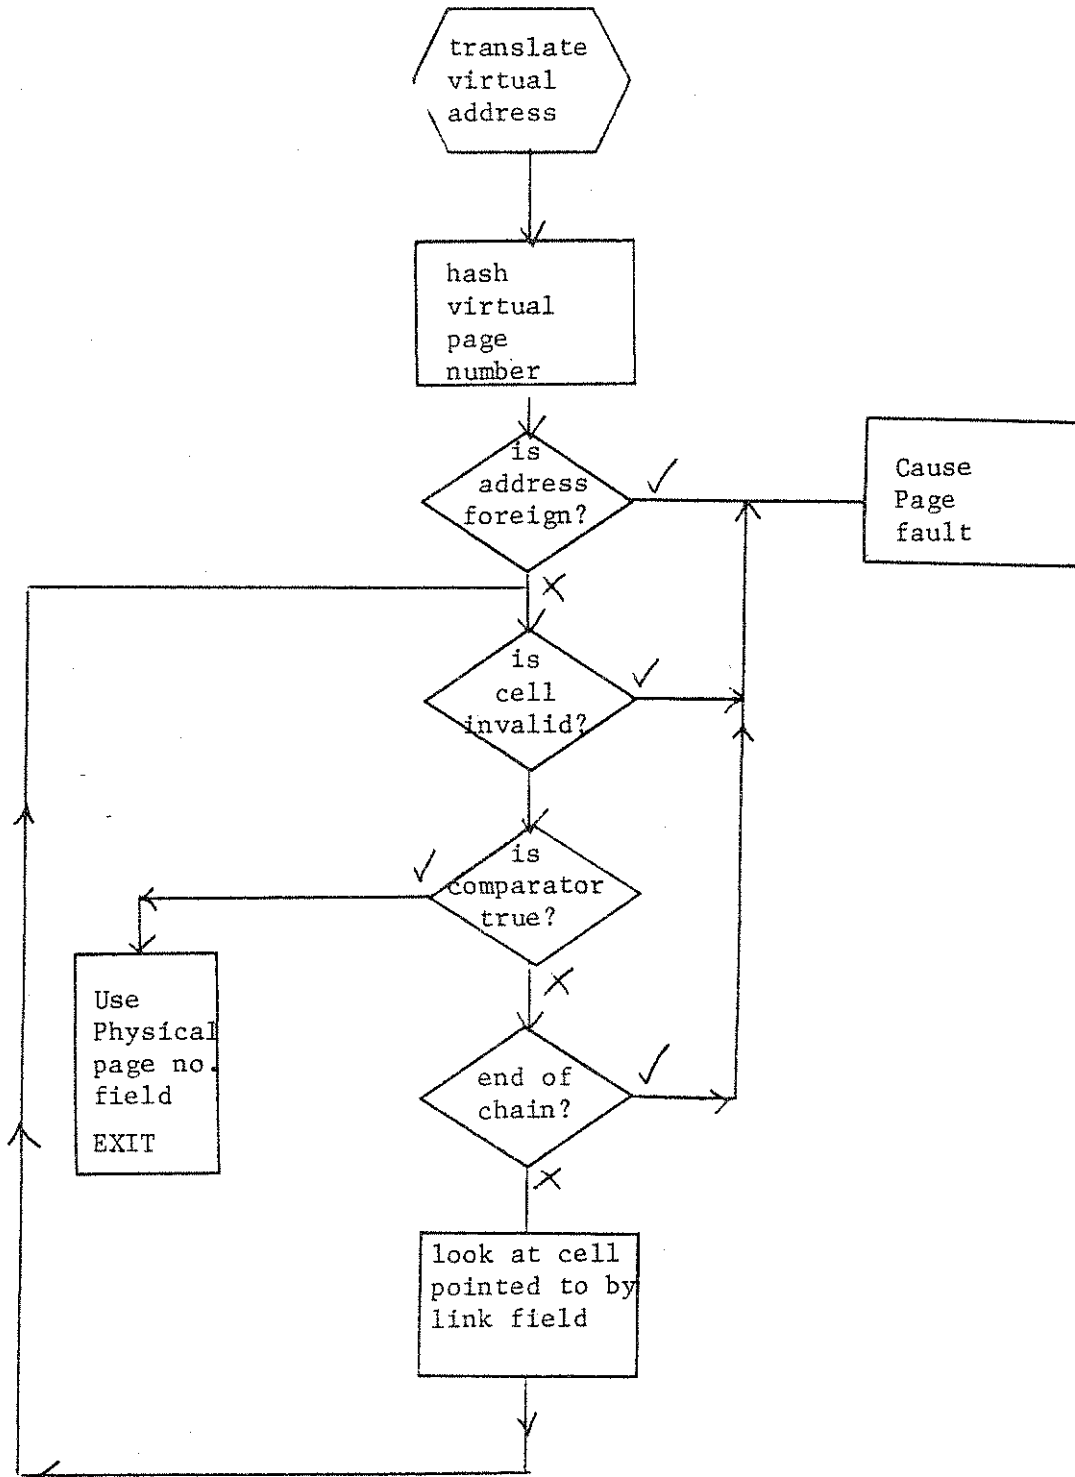 translate
virtual
address
hash
virtual
page
number
is
address
foreign?
✓
Cause
Page
fault
×
is
cell
invalid?
✓
is
comparator
true?
✓
×
Use
Physical
page no.
field
EXIT
end of
chain?
✓
×
look at cell
pointed to by
link field